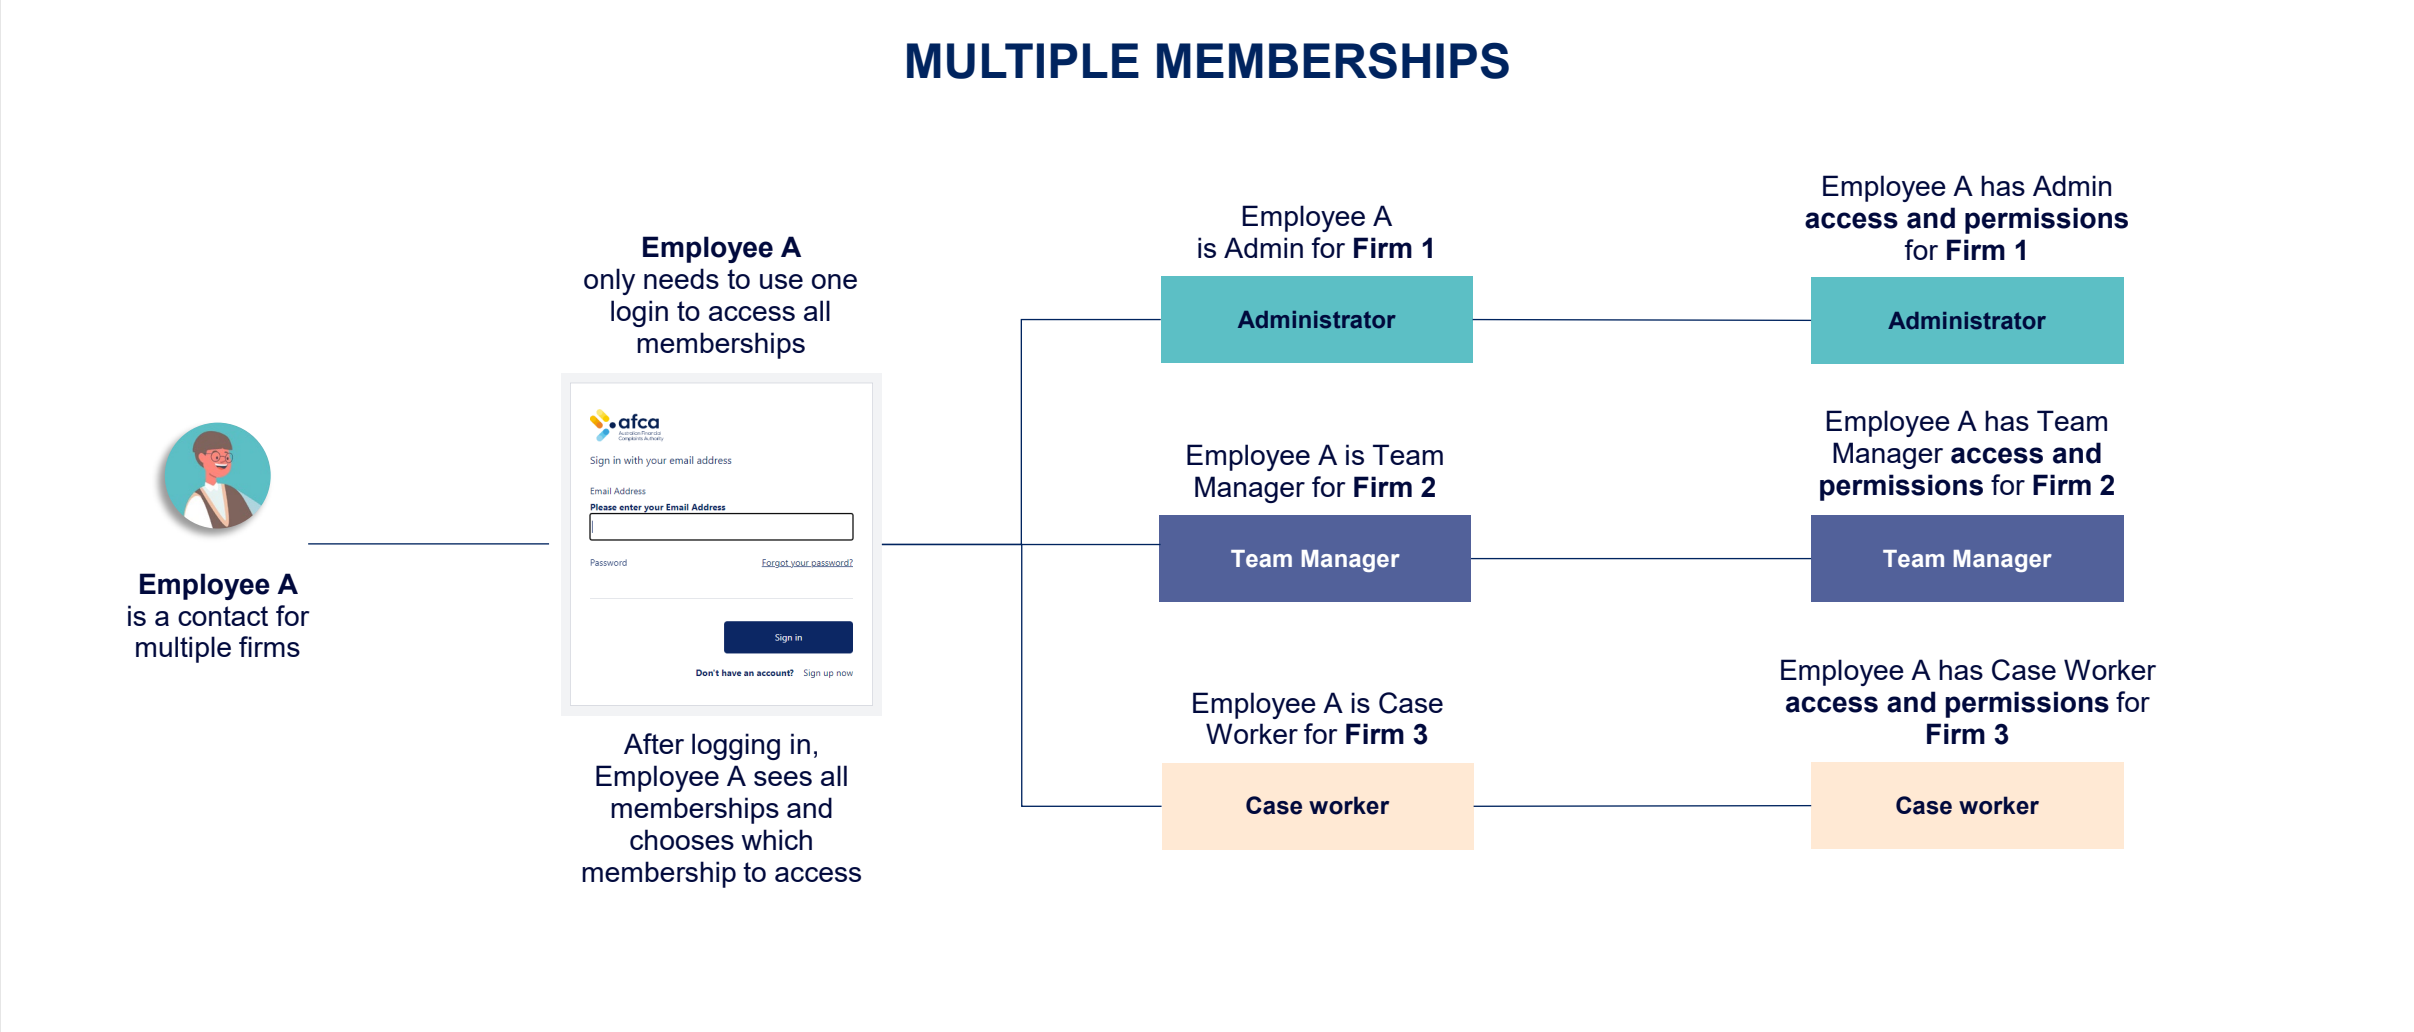 MULTIPLE MEMBERSHIPS
Employee A
is a contact for
multiple firms
Employee A
only needs to use one
login to access all
memberships
afca
Australian Financial
Complaints Authority
Sign in with your email address
Email Address
Please enter your Email Address
Password Forgot your password?
Sign in
Don't have an account? Sign up now
After logging in,
Employee A sees all
memberships and
chooses which
membership to access
Employee A
is Admin for Firm 1
Administrator
Employee A has Admin
access and permissions
for Firm 1
Administrator
Employee A is Team
Manager for Firm 2
Team Manager
Employee A has Team
Manager access and
permissions for Firm 2
Team Manager
Employee A is Case
Worker for Firm 3
Case worker
Employee A has Case Worker
access and permissions for
Firm 3
Case worker